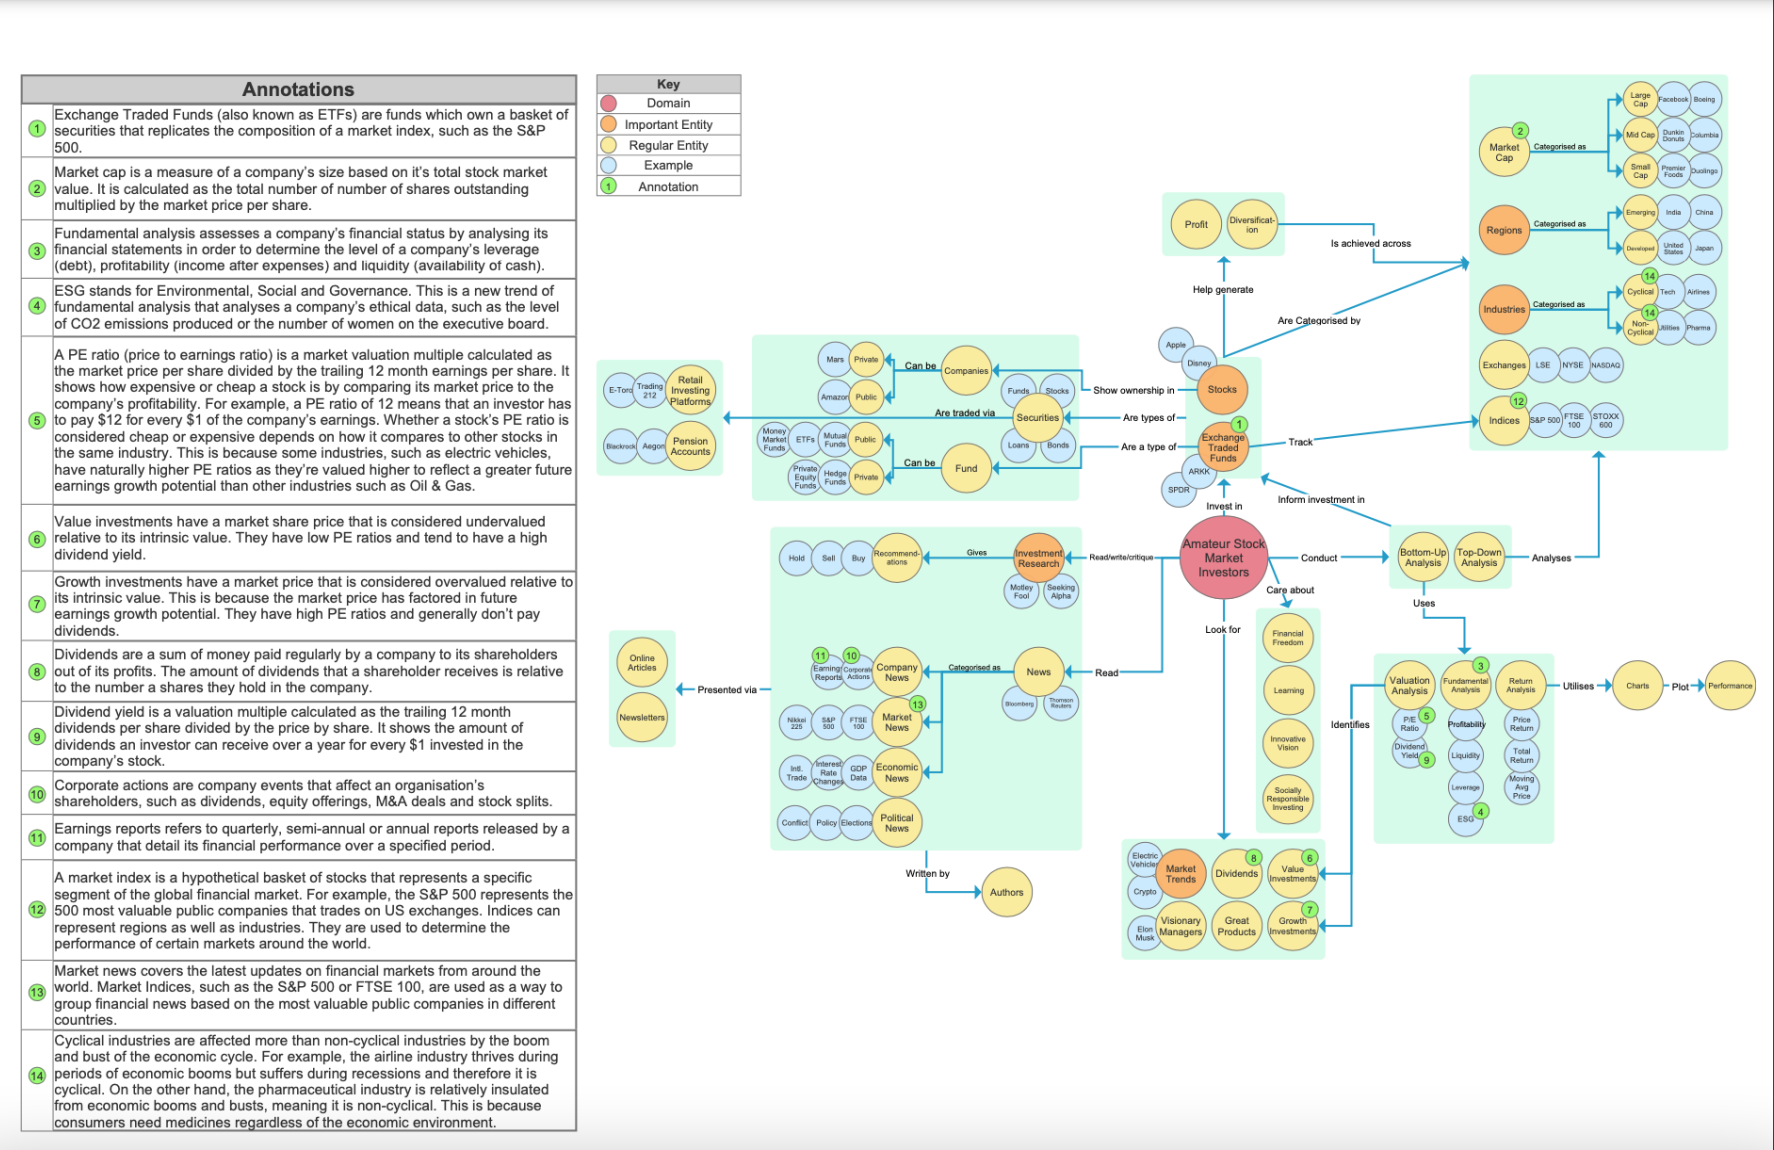 Annotations
1
Exchange Traded Funds (also known as ETFs) are funds which own a basket of
securities that replicates the composition of a market index, such as the S&P
500.
2
Market cap is a measure of a company's size based on it's total stock market
value. It is calculated as the total number of number of shares outstanding
multiplied by the market price per share.
3
Fundamental analysis assesses a company's financial status by analysing its
financial statements in order to determine the level of a company's leverage
(debt), profitability (income after expenses) and liquidity (availability of cash).
4
ESG stands for Environmental, Social and Governance. This is a new trend of
fundamental analysis that analyses a company's ethical data, such as the level
of CO2 emissions produced or the number of women on the executive board.
5
A PE ratio (price to earnings ratio) is a market valuation multiple calculated as
the market price per share divided by the trailing 12 month earnings per share. It
shows how expensive or cheap a stock is by comparing its market price to the
company's profitability. For example, a PE ratio of 12 means that an investor has
to pay $12 for every $1 of the company's earnings. Whether a stock's PE ratio is
considered cheap or expensive depends on how it compares to other stocks in
the same industry. This is because some industries, such as electric vehicles,
have naturally higher PE ratios as they're valued higher to reflect a greater future
earnings growth potential than other industries such as Oil & Gas.
6
Value investments have a market share price that is considered undervalued
relative to its intrinsic value. They have low PE ratios and tend to have a high
dividend yield.
7
Growth investments have a market price that is considered overvalued relative to
its intrinsic value. This is because the market price has factored in future
earnings growth potential. They have high PE ratios and generally don't pay
dividends.
8
Dividends are a sum of money paid regularly by a company to its shareholders
out of its profits. The amount of dividends that a shareholder receives is relative
to the number a shares they hold in the company.
9
Dividend yield is a valuation multiple calculated as the trailing 12 month
dividends per share divided by the price by share. It shows the amount of
dividends an investor can receive over a year for every $1 invested in the
company's stock.
10
Corporate actions are company events that affect an organisation's
shareholders, such as dividends, equity offerings, M&A deals and stock splits.
11
Earnings reports refers to quarterly, semi-annual or annual reports released by a
company that detail its financial performance over a specified period.
12
A market index is a hypothetical basket of stocks that represents a specific
segment of the global financial market. For example, the S&P 500 represents the
500 most valuable public companies that trades on US exchanges. Indices can
represent regions as well as industries. They are used to determine the
performance of certain markets around the world.
13
Market news covers the latest updates on financial markets from around the
world. Market Indices, such as the S&P 500 or FTSE 100, are used as a way to
group financial news based on the most valuable public companies in different
countries.
14
Cyclical industries are affected more than non-cyclical industries by the boom
and bust of the economic cycle. For example, the airline industry thrives during
periods of economic booms but suffers during recessions and therefore it is
cyclical. On the other hand, the pharmaceutical industry is relatively insulated
from economic booms and busts, meaning it is non-cyclical. This is because
consumers need medicines regardless of the economic environment.
Key
Domain
Important Entity
Regular Entity
Example
1 Annotation
Profit
Diversificat-
ion
Is achieved across
Help generate
Are Categorised by
2
Market
Cap
Categorised as
Large
Cap
Facebook
Boeing
Mid Cap
Dunkin
Donuts
Columbia
Small
Cap
Premier
Foods
Duolingo
Regions
Categorised as
Emerging
India
China
Developed
United
States
Japan
Industries
Categorised as
14
Cyclical
Tech
Airlines
14
Non-
Cyclical
Utilities
Pharma
Exchanges
LSE
NYSE
NASDAQ
12
Indices
S&P 500
FTSE
100
STOXX
600
E-Toro
Trading
212
Retail
Investing
Platforms
Blackrock
Aegon
Pension
Accounts
Are traded via
Mars
Private
Amazon
Public
Can be
Companies
Funds
Stocks
Securities
Loans
Bonds
Money
Market
Funds
ETFs
Mutual
Funds
Public
Private
Equity
Funds
Hedge
Funds
Private
Can be
Fund
Show ownership in
Are types of
Are a type of
Apple
Disney
Stocks
1
Exchange
Traded
Funds
ARKK
SPDR
Track
Invest in
Inform investment in
Amateur Stock
Market
Investors
Conduct
Care about
Look for
Bottom-Up
Analysis
Top-Down
Analysis
Analyses
Uses
Hold
Sell
Buy
Recommend-
ations
Gives
Investment
Research
Motley
Fool
Seeking
Alpha
Read/write/critique
11
Earning
Reports
10
Corporate
Actions
Company
News
Categorised as
News
Bloomberg
Thomson
Reuters
Read
Nikkei
225
S&P
500
FTSE
100
13
Market
News
Intl.
Trade
Interest
Rate
Changes
GDP
Data
Economic
News
Conflict
Policy
Elections
Political
News
Online
Articles
Newsletters
Presented via
Written by
Authors
Financial
Freedom
Learning
Innovative
Vision
Socially
Responsible
Investing
Identifies
Valuation
Analysis
P/E
Ratio
5
Dividend
Yield
9
3
Fundamental
Analysis
Profitability
Liquidity
Leverage
ESG
4
Return
Analysis
Price
Return
Total
Return
Moving
Avg
Price
Utilises
Charts
Plot
Performance
Electric
Vehicles
Crypto
Market
Trends
8
Dividends
6
Value
Investments
Elon
Musk
Visionary
Managers
Great
Products
7
Growth
Investments